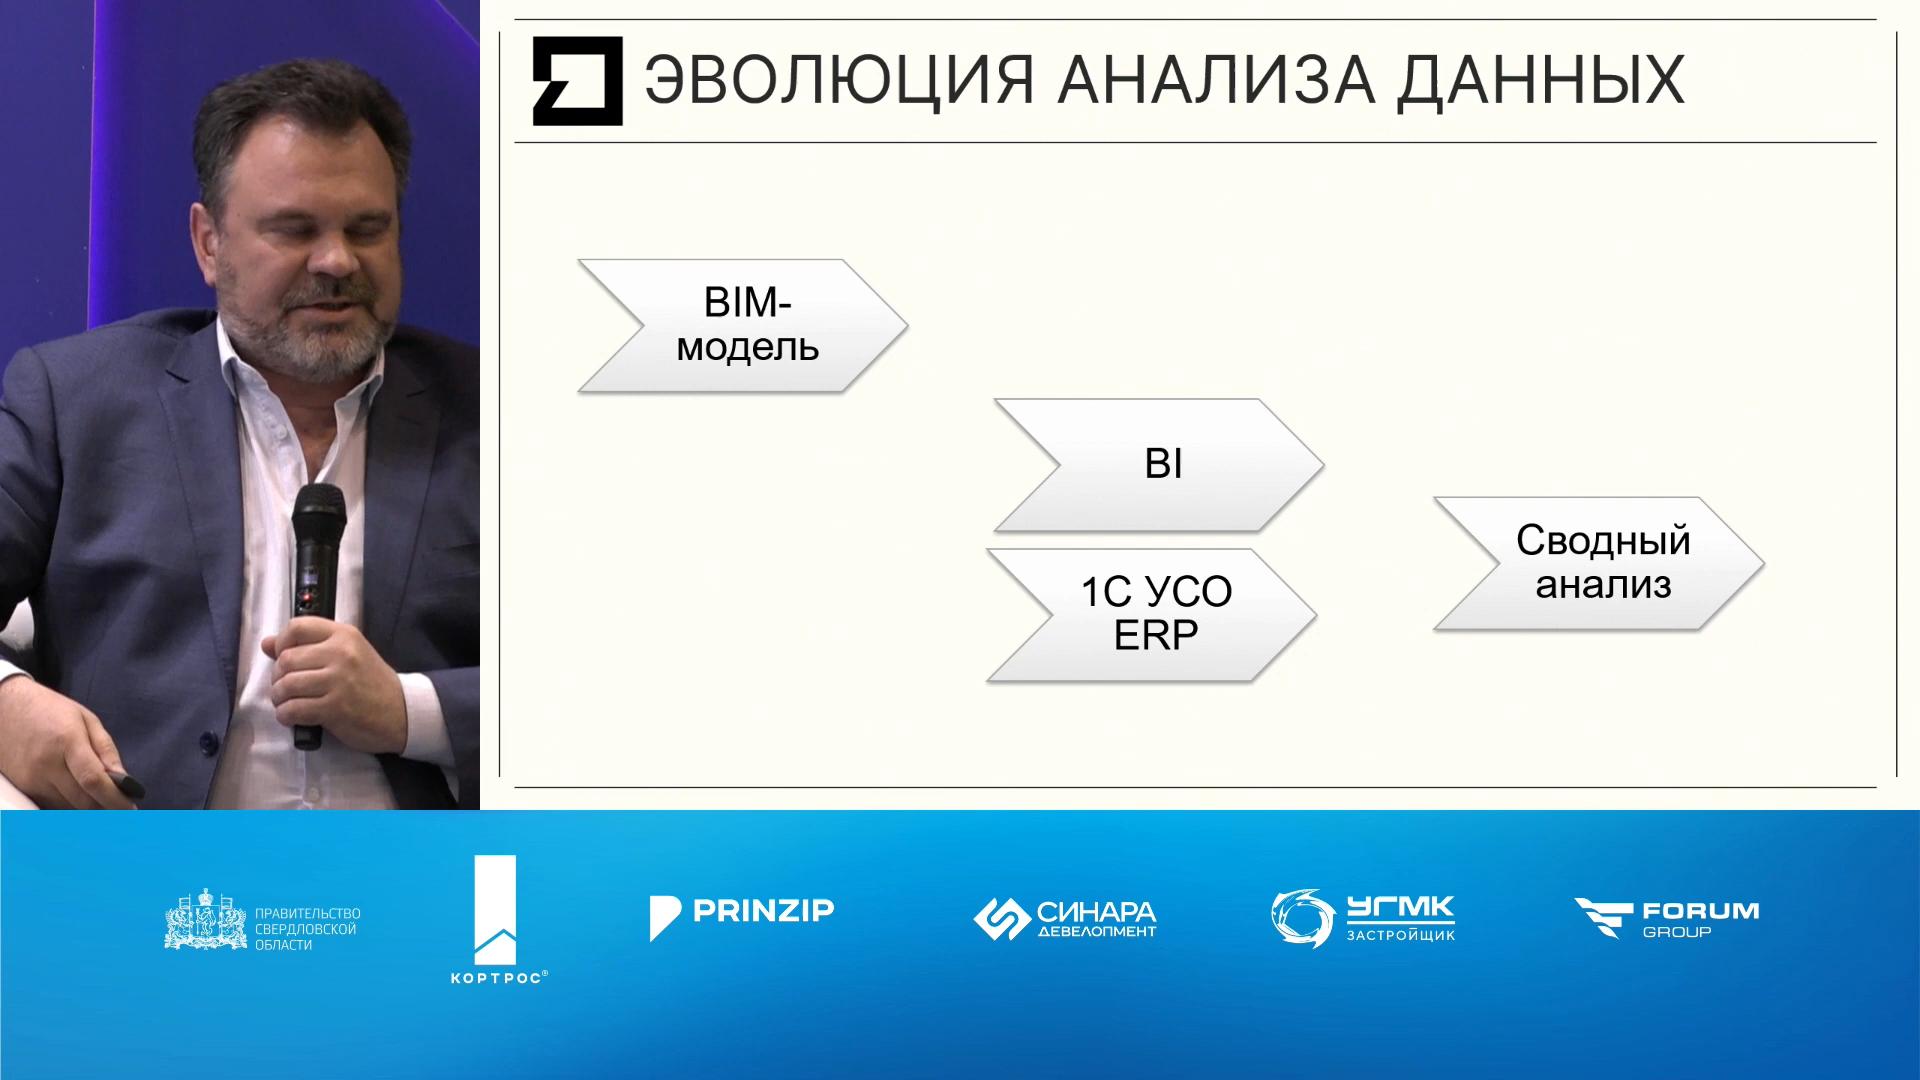 ЭВОЛЮЦИЯ АНАЛИЗА ДАННЫХ
BIM-
модель
BI
1С УСО
ERP
Сводный
анализ
ПРАВИТЕЛЬСТВО
СВЕРДЛОВСКОЙ
ОБЛАСТИ
КОРТРОС®
PRINZIP
СИНАРА
ДЕВЕЛОПМЕНТ
УГМК
ЗАСТРОЙЩИК
FORUM
GROUP